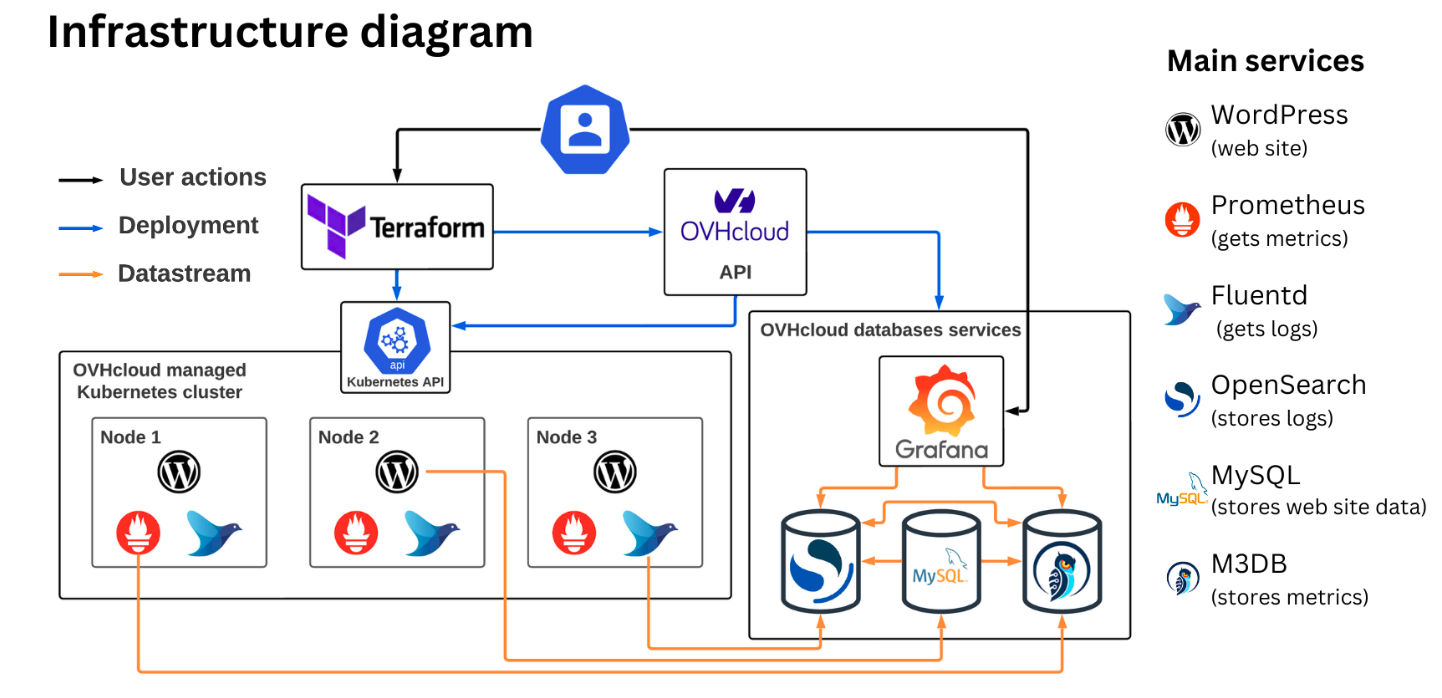 Infrastructure diagram
Main services
WordPress
(web site)
Prometheus
(gets metrics)
Fluentd
(gets logs)
OpenSearch
(stores logs)
MySQL
MySQL
(stores web site data)
M3DB
(stores metrics)
User actions
Deployment
Datastream
Terraform
OVHcloud
API
api
Kubernetes API
OVHcloud managed
Kubernetes cluster
Node 1
Node 2
Node 3
OVHcloud databases services
Grafana
MySQL